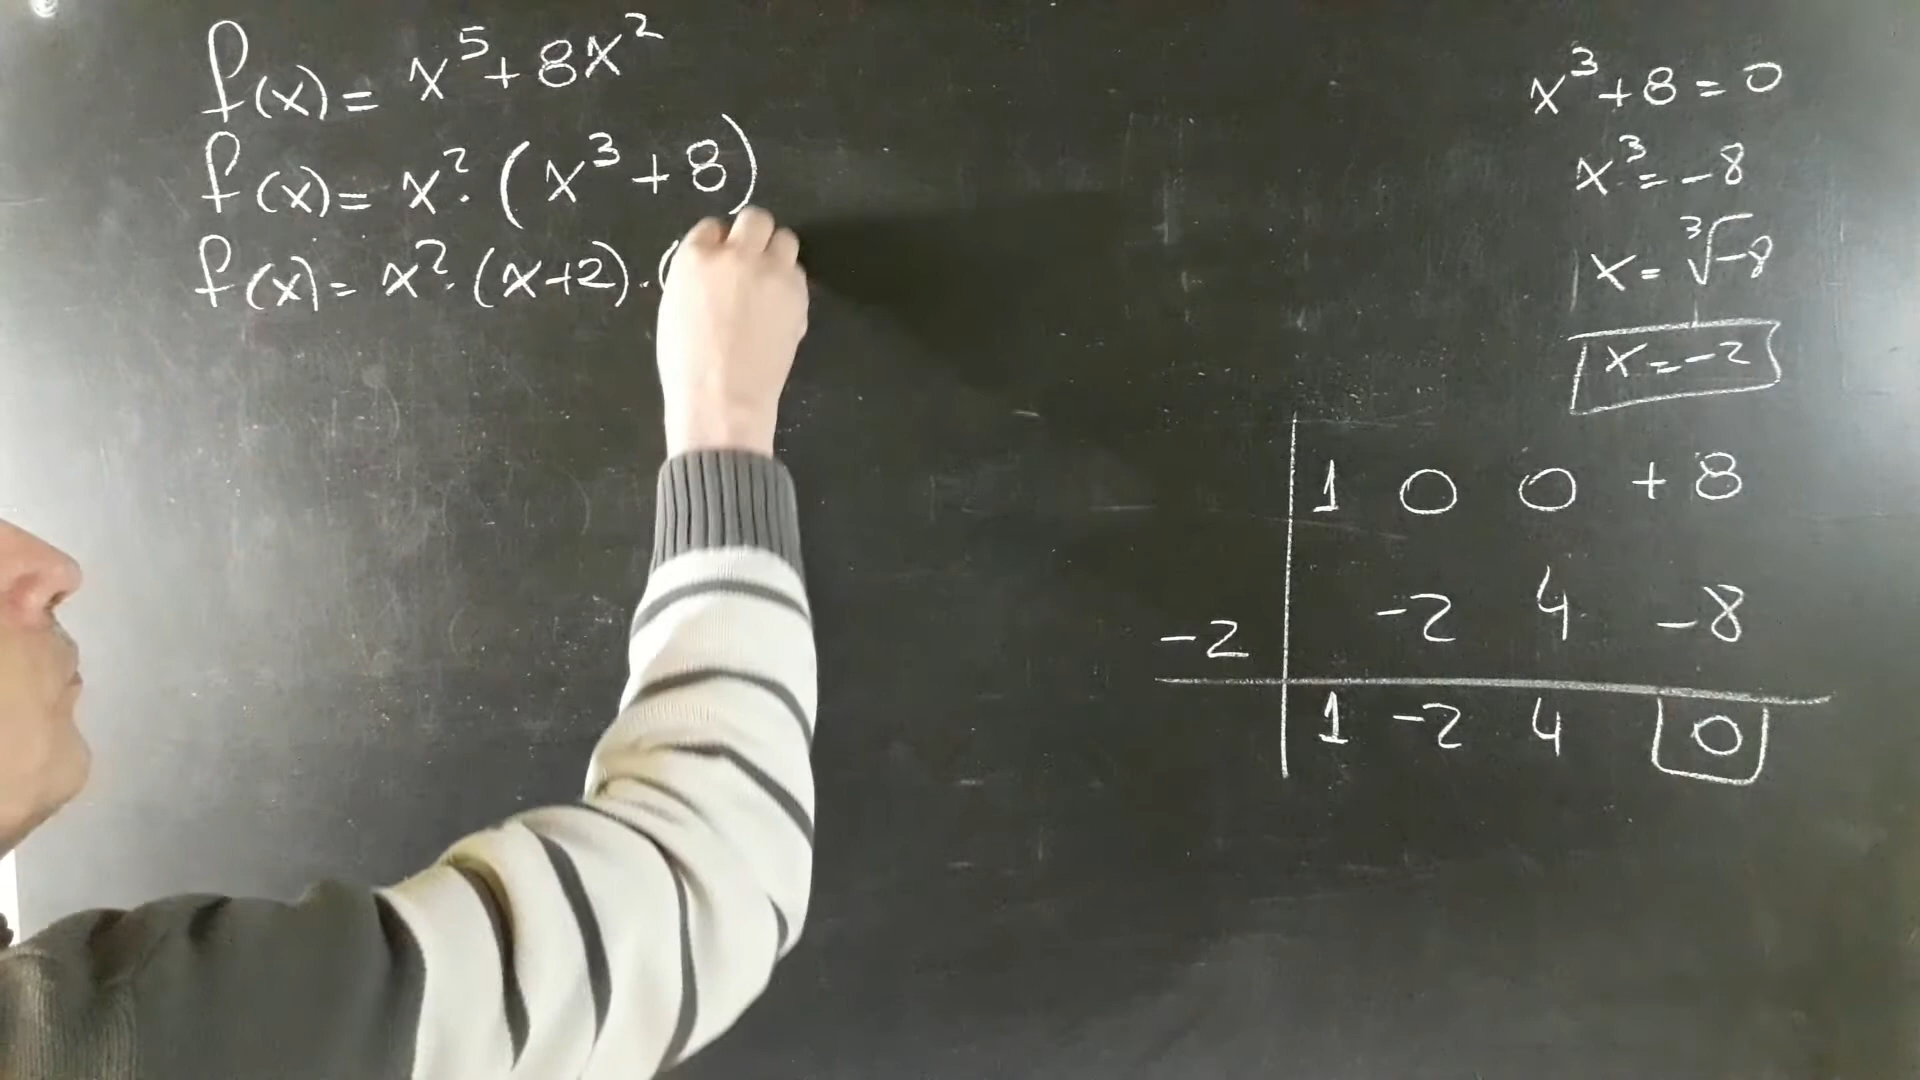 f(x) = x⁵ + 8x²
f(x) = x² · (x³ + 8)
f(x) = x² · (x+2) · (
x³ + 8 = 0
x³ = -8
x = ∛-8
x = -2
1 0 0 + 8
-2 -2 4 -8
1 -2 4 0